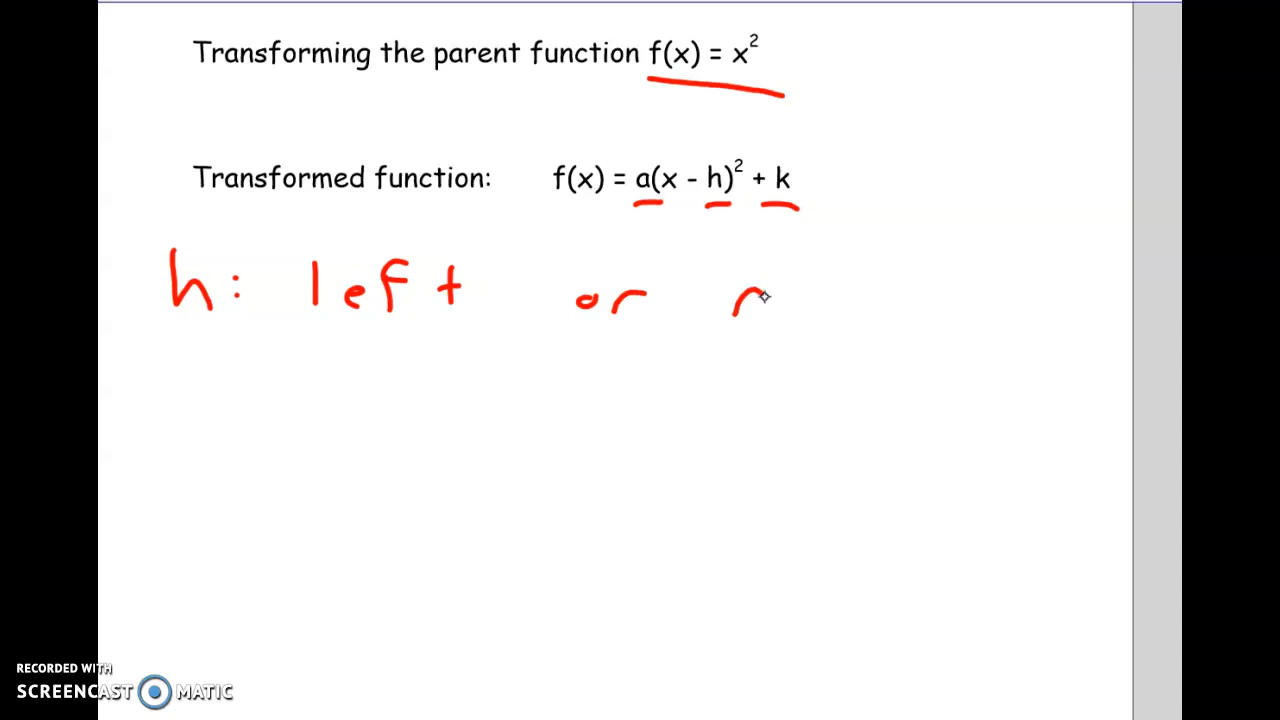 Transforming the parent function f(x) = x²
Transformed function: f(x) = a(x - h)² + k
h: left or r
RECORDED WITH
SCREENCAST MATIC